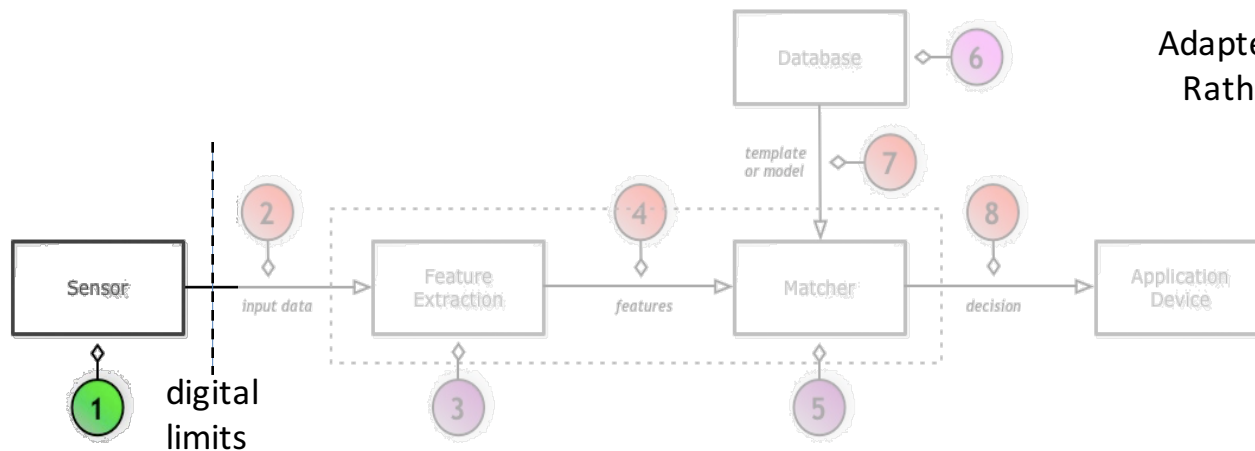 Database
6
Adapte
Rath
template
or model
7
2
4
8
Sensor
input data
Feature
Extraction
features
Matcher
decision
Application
Device
1
digital
limits
3
5